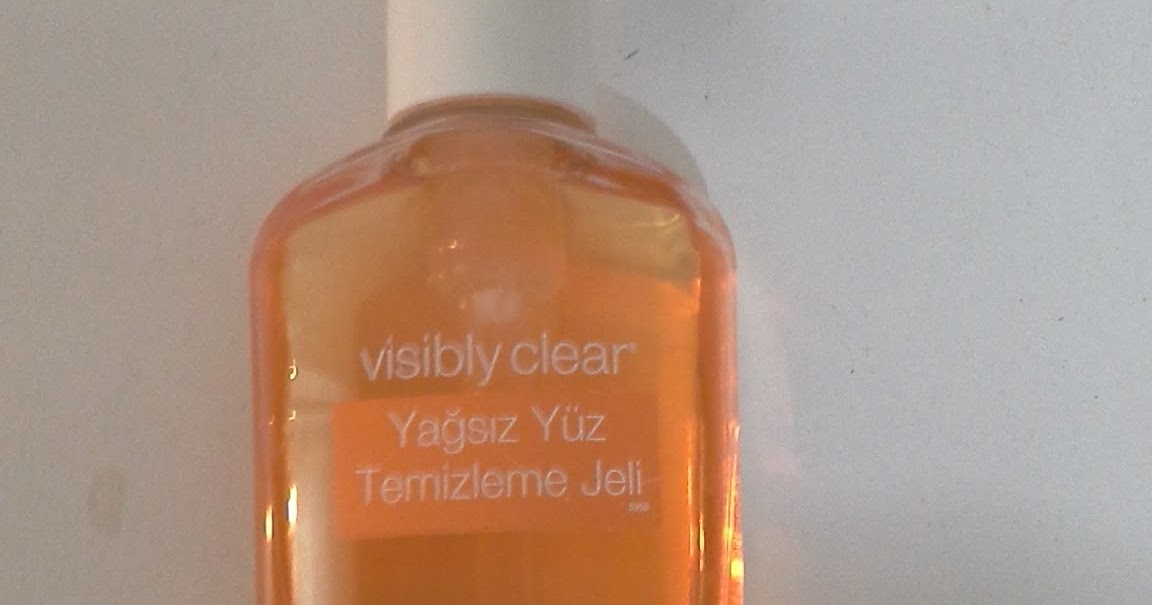 visibly clear®
Yağsız Yüz
Temizleme Jeli